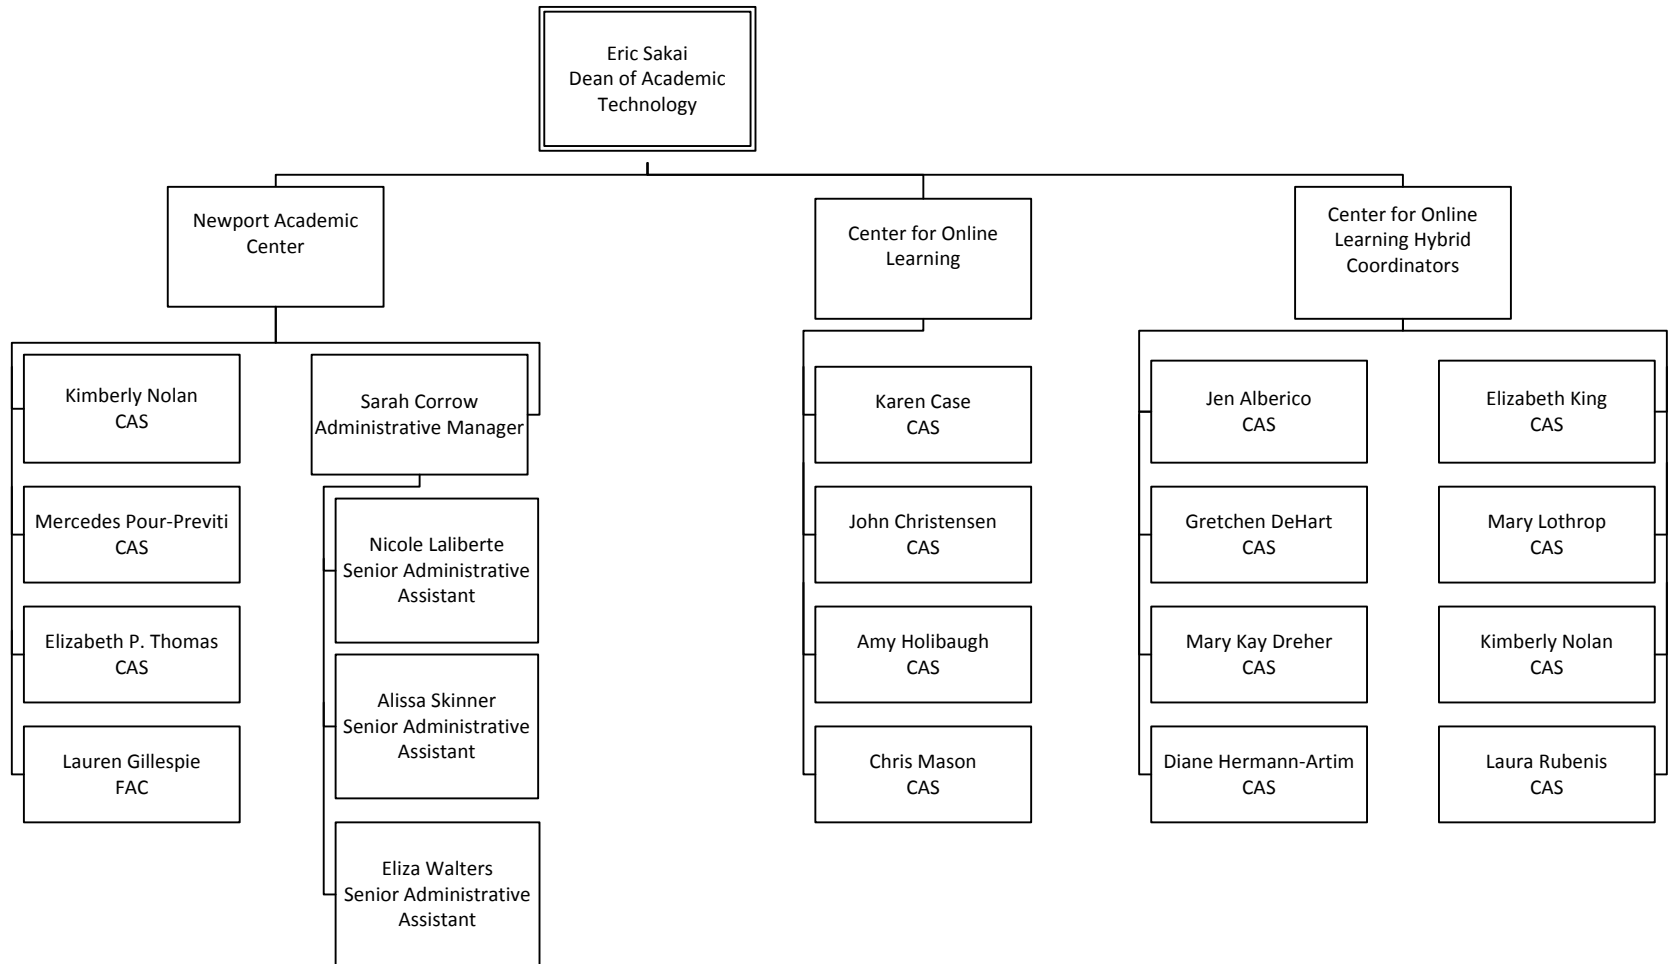 Eric Sakai
Dean of Academic
Technology
Newport Academic
Center
Center for Online
Learning
Center for Online
Learning Hybrid
Coordinators
Kimberly Nolan
CAS
Mercedes Pour-Previti
CAS
Elizabeth P. Thomas
CAS
Lauren Gillespie
FAC
Sarah Corrow
Administrative Manager
Nicole Laliberte
Senior Administrative
Assistant
Alissa Skinner
Senior Administrative
Assistant
Eliza Walters
Senior Administrative
Assistant
Karen Case
CAS
John Christensen
CAS
Amy Holibaugh
CAS
Chris Mason
CAS
Jen Alberico
CAS
Gretchen DeHart
CAS
Mary Kay Dreher
CAS
Diane Hermann-Artim
CAS
Elizabeth King
CAS
Mary Lothrop
CAS
Kimberly Nolan
CAS
Laura Rubenis
CAS